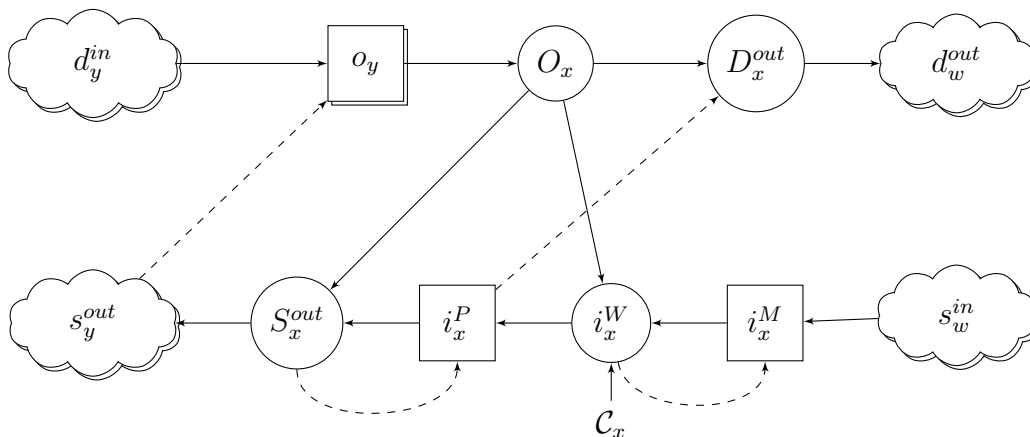 $d_y^{in}$ $o_y$ $O_x$ $D_x^{out}$ $d_w^{out}$
$s_y^{out}$ $S_x^{out}$ $i_x^P$ $i_x^W$ $i_x^M$ $s_w^{in}$
$\mathcal{C}_x$